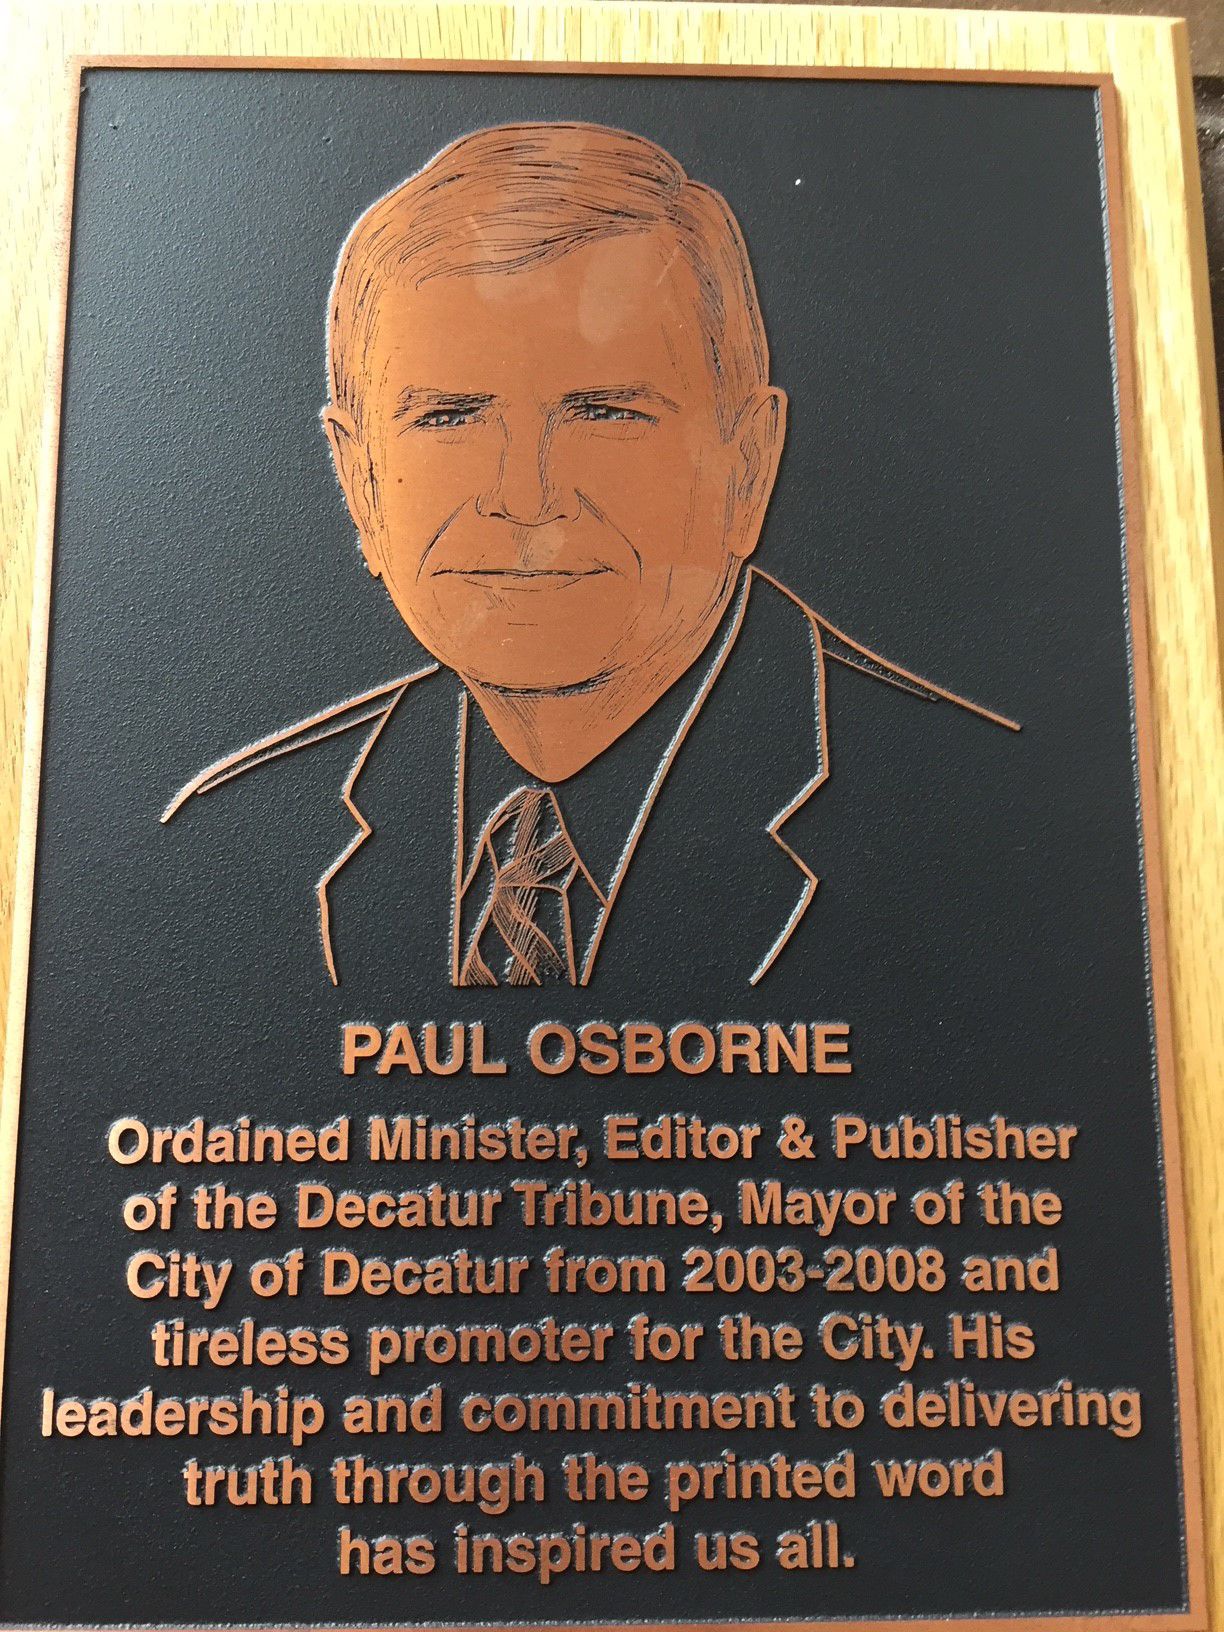 PAUL OSBORNE
Ordained Minister, Editor & Publisher
of the Decatur Tribune, Mayor of the
City of Decatur from 2003-2008 and
tireless promoter for the City. His
leadership and commitment to delivering
truth through the printed word
has inspired us all.